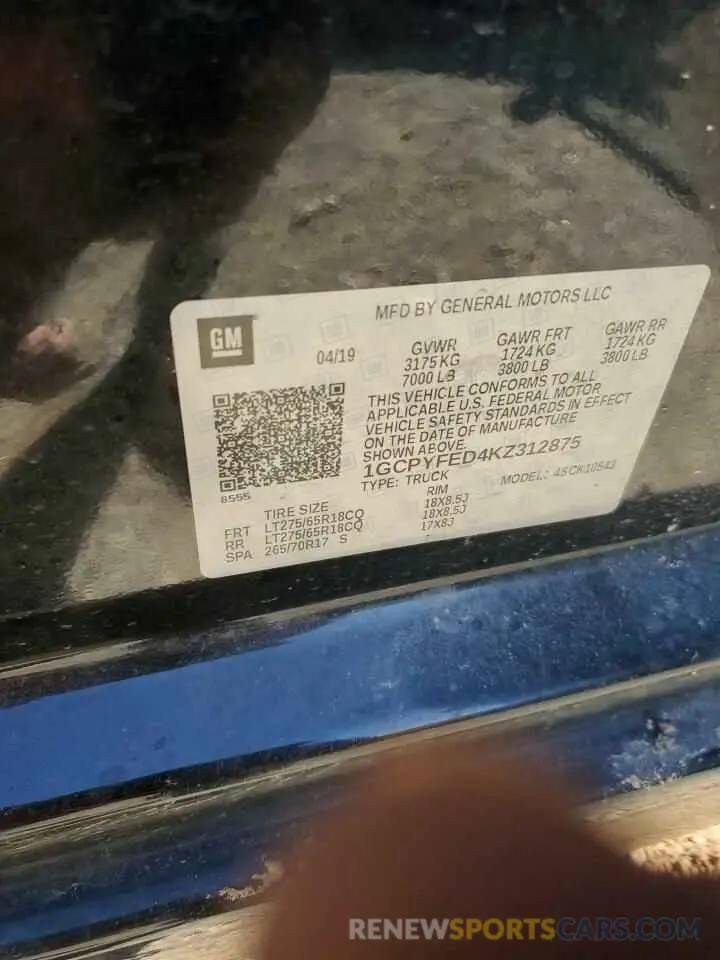 MFD BY GENERAL MOTORS LLC
GM
04/19
GVWR
3175 KG
7000 LB
GAWR FRT
1724 KG
3800 LB
GAWR RR
1724 KG
3800 LB
THIS VEHICLE CONFORMS TO ALL
APPLICABLE U.S. FEDERAL MOTOR
VEHICLE SAFETY STANDARDS IN EFFECT
ON THE DATE OF MANUFACTURE
SHOWN ABOVE.
1GCPYFED4KZ312875
TYPE: TRUCK
MODEL: 4SCK10543
8555
TIRE SIZE
RIM
FRT LT275/65R18CQ 18X8.5J
RR LT275/65R18CQ 18X8.5J
SPA 265/70R17 S 17X8J
RENEWSPORTSCARS.COM